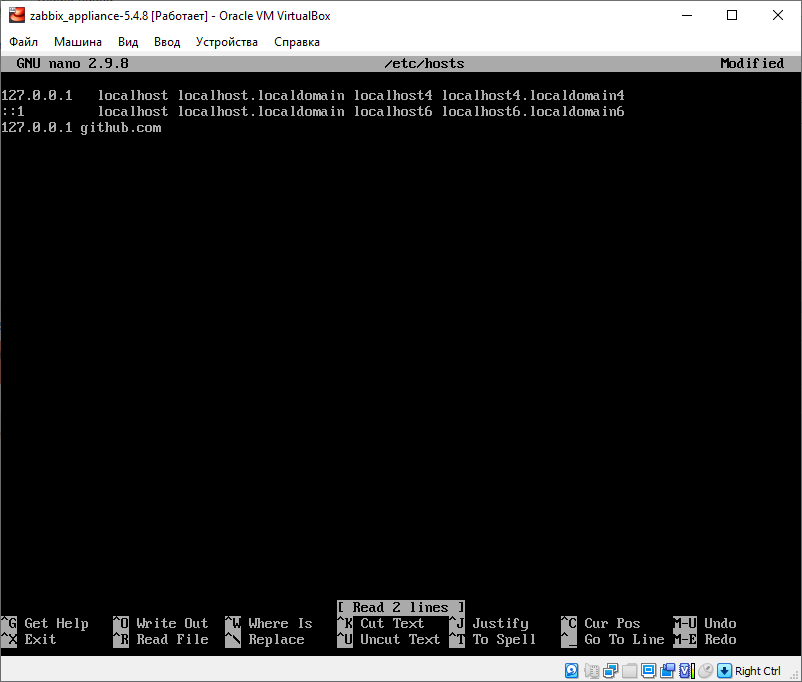 zabbix_appliance-5.4.8 [Работает] - Oracle VM VirtualBox
Файл Машина Вид Ввод Устройства Справка
GNU nano 2.9.8 /etc/hosts Modified
127.0.0.1 localhost localhost.localdomain localhost4 localhost4.localdomain4
::1 localhost localhost.localdomain localhost6 localhost6.localdomain6
127.0.0.1 github.com
[ Read 2 lines ]
^G Get Help ^O Write Out ^W Where Is ^K Cut Text ^J Justify ^C Cur Pos M-U Undo
^X Exit ^R Read File ^\ Replace ^U Uncut Text ^T To Spell ^_ Go To Line M-E Redo
Right Ctrl